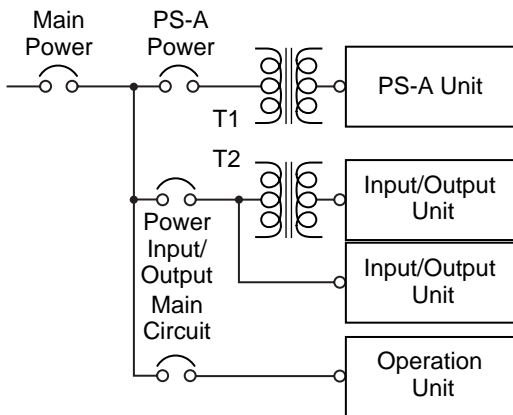 Main
Power
PS-A
Power
PS-A Unit
T1
T2
Power
Input/
Output
Input/Output
Unit
Input/Output
Unit
Main
Circuit
Operation
Unit